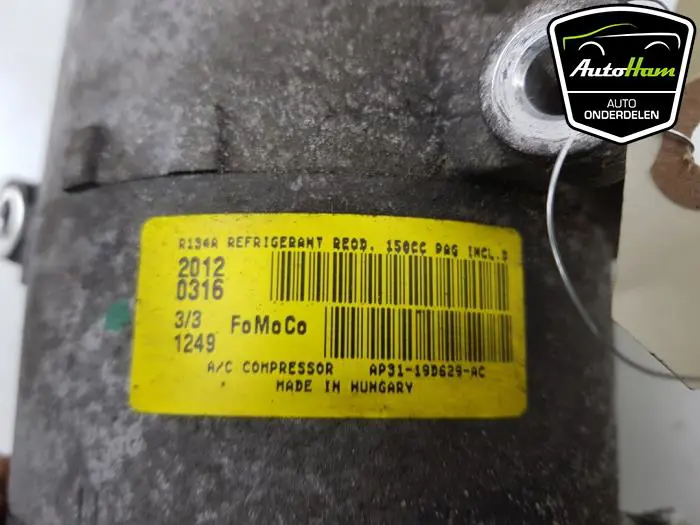 AutoHam
AUTO
ONDERDELEN
R134A REFRIGERANT REQD. 150CC PAG INCL.D
2012
0316
3/3 FoMoCo
1249
A/C COMPRESSOR AP31-19D629-AC
MADE IN HUNGARY